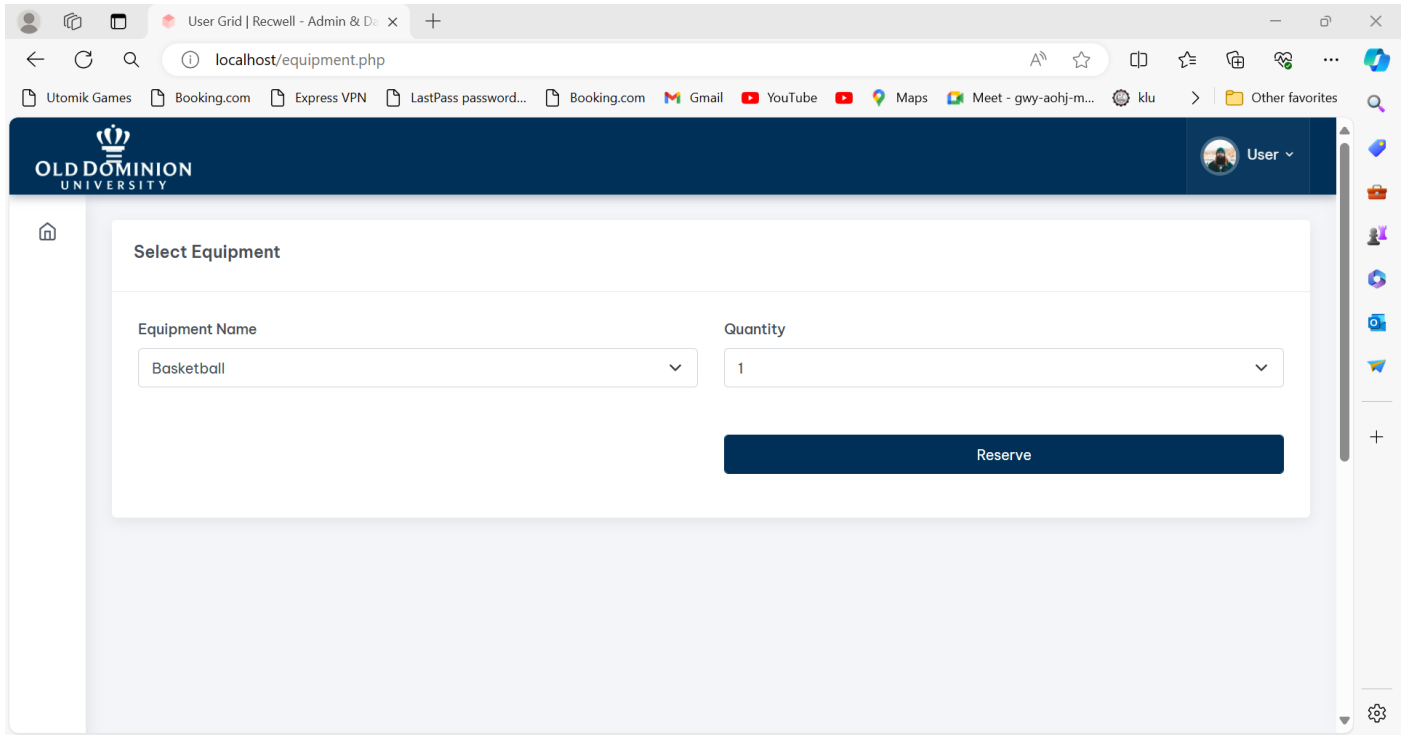 User Grid | Recwell - Admin & Da
localhost/equipment.php
Utomik Games Booking.com Express VPN LastPass password... Booking.com Gmail YouTube Maps Meet - gwy-aohj-m... klu Other favorites
OLD DOMINION
UNIVERSITY
User
Select Equipment
Equipment Name
Quantity
Basketball
1
Reserve